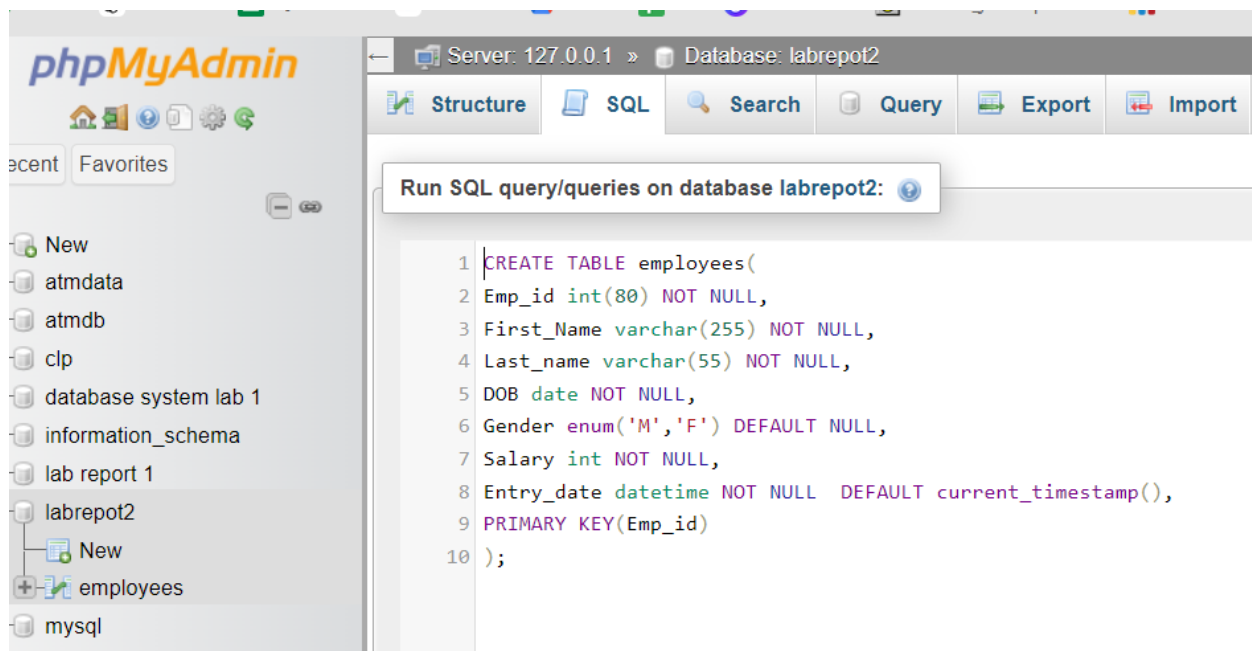 phpMyAdmin
Server: 127.0.0.1 » Database: labrepot2
Structure SQL Search Query Export Import
ecent Favorites
Run SQL query/queries on database labrepot2:
New
atmdata
atmdb
clp
database system lab 1
information_schema
lab report 1
labrepot2
New
employees
mysql
1 CREATE TABLE employees(
2 Emp_id int(80) NOT NULL,
3 First_Name varchar(255) NOT NULL,
4 Last_name varchar(55) NOT NULL,
5 DOB date NOT NULL,
6 Gender enum('M','F') DEFAULT NULL,
7 Salary int NOT NULL,
8 Entry_date datetime NOT NULL  DEFAULT current_timestamp(),
9 PRIMARY KEY(Emp_id)
10 );